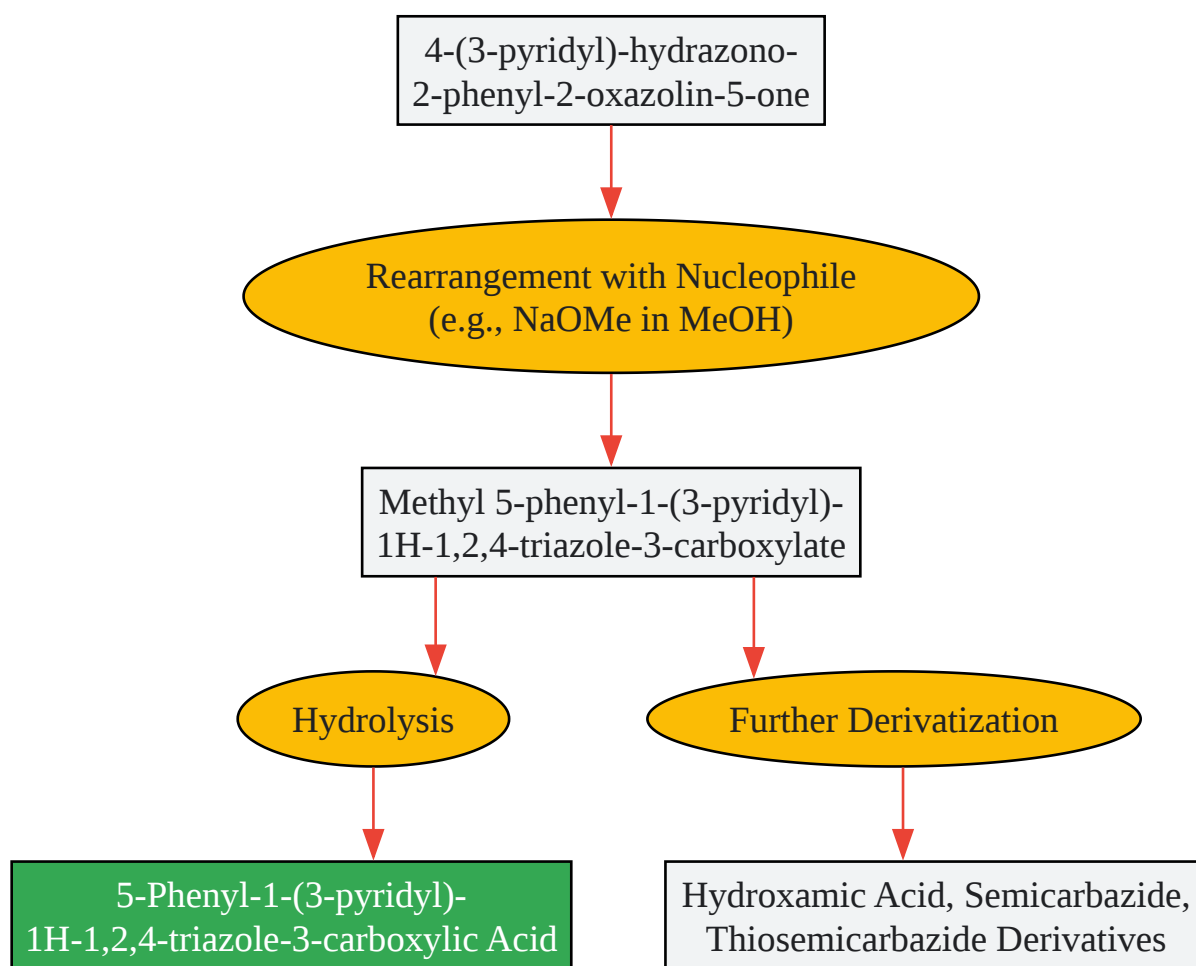 4-(3-pyridyl)-hydrazono-
2-phenyl-2-oxazolin-5-one
Rearrangement with Nucleophile
(e.g., NaOMe in MeOH)
Methyl 5-phenyl-1-(3-pyridyl)-
1H-1,2,4-triazole-3-carboxylate
Hydrolysis
Further Derivatization
5-Phenyl-1-(3-pyridyl)-
1H-1,2,4-triazole-3-carboxylic Acid
Hydroxamic Acid, Semicarbazide,
Thiosemicarbazide Derivatives